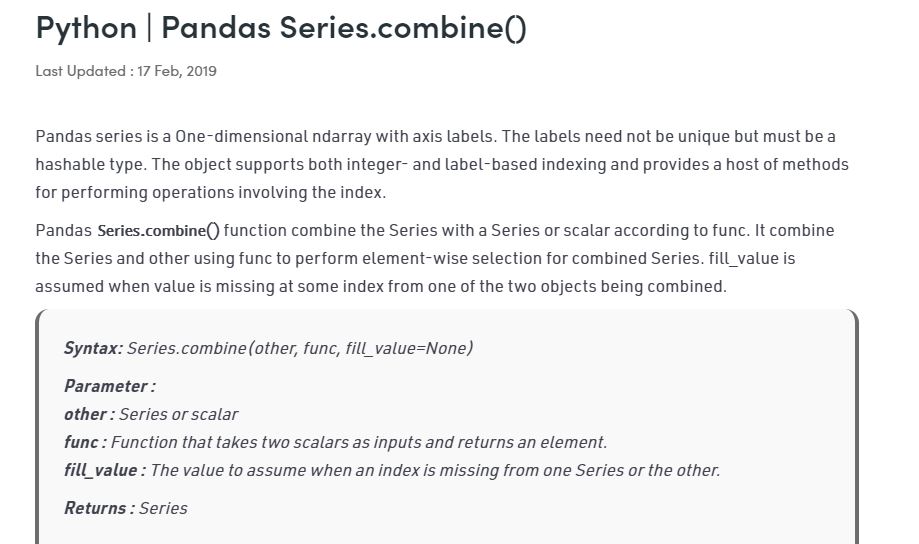 Python | Pandas Series.combine()
Last Updated : 17 Feb, 2019
Pandas series is a One-dimensional ndarray with axis labels. The labels need not be unique but must be a
hashable type. The object supports both integer- and label-based indexing and provides a host of methods
for performing operations involving the index.
Pandas Series.combine() function combine the Series with a Series or scalar according to func. It combine
the Series and other using func to perform element-wise selection for combined Series. fill_value is
assumed when value is missing at some index from one of the two objects being combined.
Syntax: Series.combine(other, func, fill_value=None)
Parameter :
other : Series or scalar
func : Function that takes two scalars as inputs and returns an element.
fill_value : The value to assume when an index is missing from one Series or the other.
Returns : Series